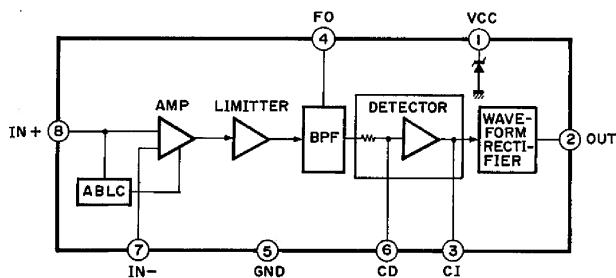 FO
VCC
4
1
AMP
LIMITTER
DETECTOR
WAVE-
FORM
RECTI-
FIER
IN+
8
BPF
2
OUT
ABLC
7
5
6
3
IN-
GND
CD
CI